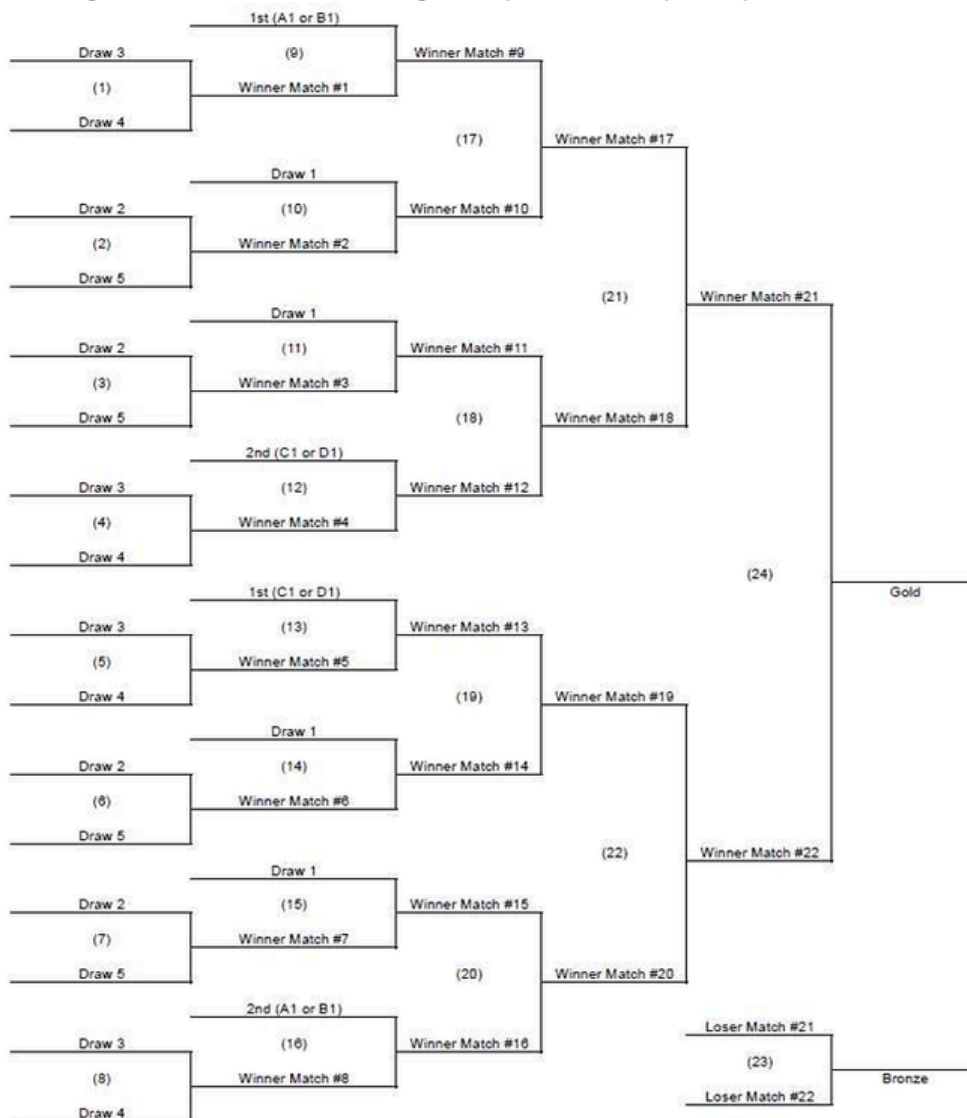 1st (A1 or B1)
Draw 3
(9)
Winner Match #9
(1)
Winner Match #1
Draw 4
(17)
Winner Match #17
Draw 1
Draw 2
(10)
Winner Match #10
(2)
Winner Match #2
Draw 5
(21)
Winner Match #21
Draw 1
Draw 2
(11)
Winner Match #11
(3)
Winner Match #3
Draw 5
(18)
Winner Match #18
2nd (C1 or D1)
Draw 3
(12)
Winner Match #12
(4)
Winner Match #4
Draw 4
(24)
Gold
1st (C1 or D1)
Draw 3
(13)
Winner Match #13
(5)
Winner Match #5
Draw 4
(19)
Winner Match #19
Draw 1
Draw 2
(14)
Winner Match #14
(6)
Winner Match #6
Draw 5
(22)
Winner Match #22
Draw 1
Draw 2
(15)
Winner Match #15
(7)
Winner Match #7
Draw 5
(20)
Winner Match #20
2nd (A1 or B1)
Draw 3
(16)
Winner Match #16
(8)
Winner Match #8
Draw 4
Loser Match #21
(23)
Bronze
Loser Match #22